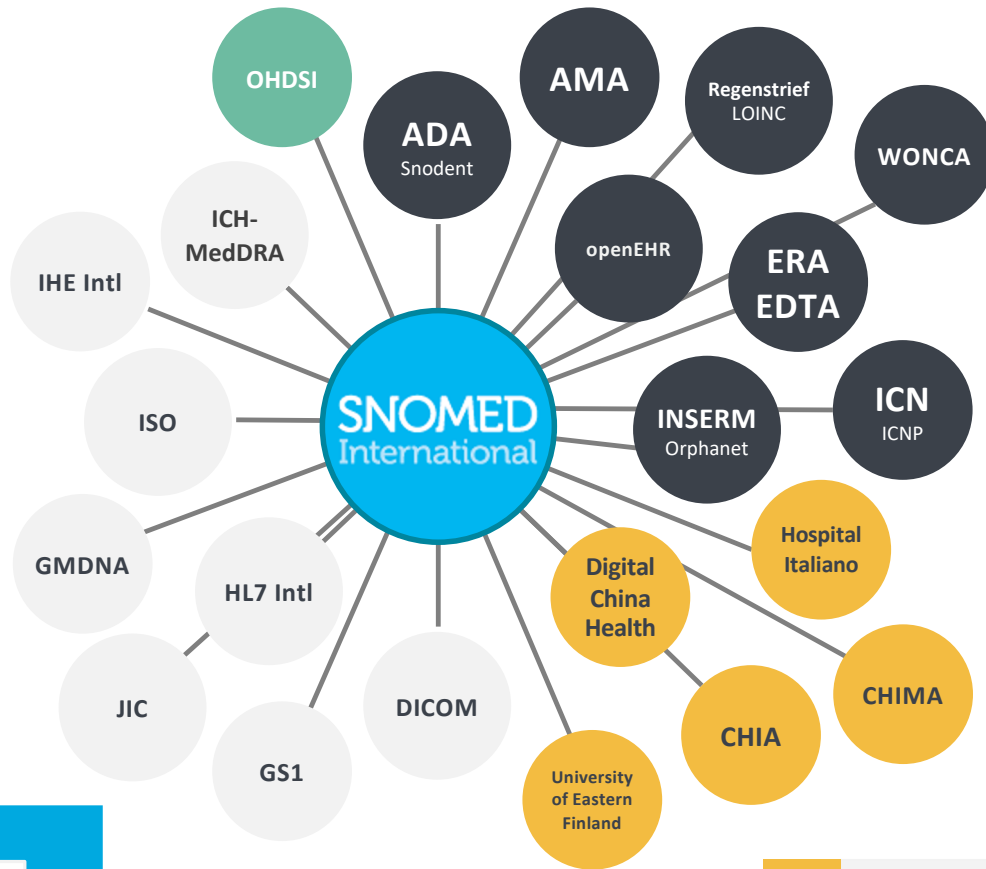 OHDSI
ADA
Snodent
AMA
Regenstrief
LOINC
WONCA
ICH-
MedDRA
openEHR
IHE Intl
ERA
EDTA
SNOMED
International
ISO
INSERM
Orphanet
ICN
ICNP
GMDNA
HL7 Intl
Digital
China
Health
Hospital
Italiano
JIC
GS1
DICOM
University
of Eastern
Finland
CHIA
CHIMA